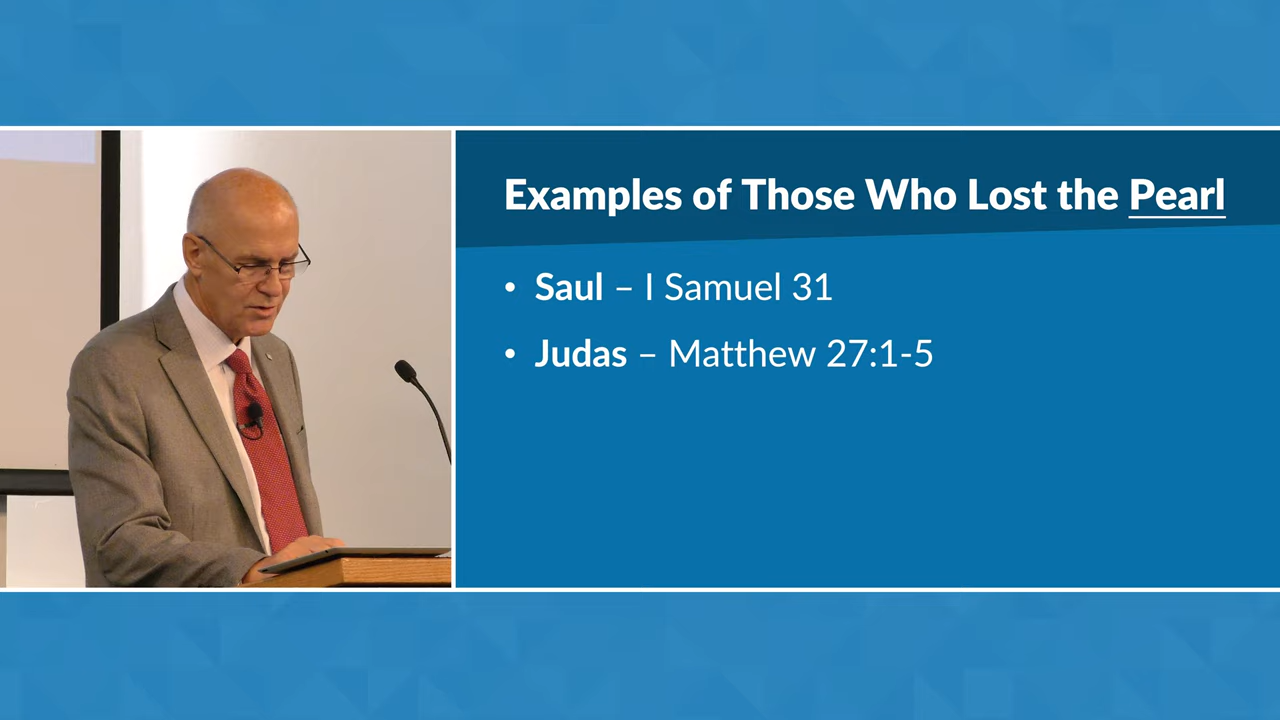 Examples of Those Who Lost the Pearl
• Saul – I Samuel 31
• Judas – Matthew 27:1-5